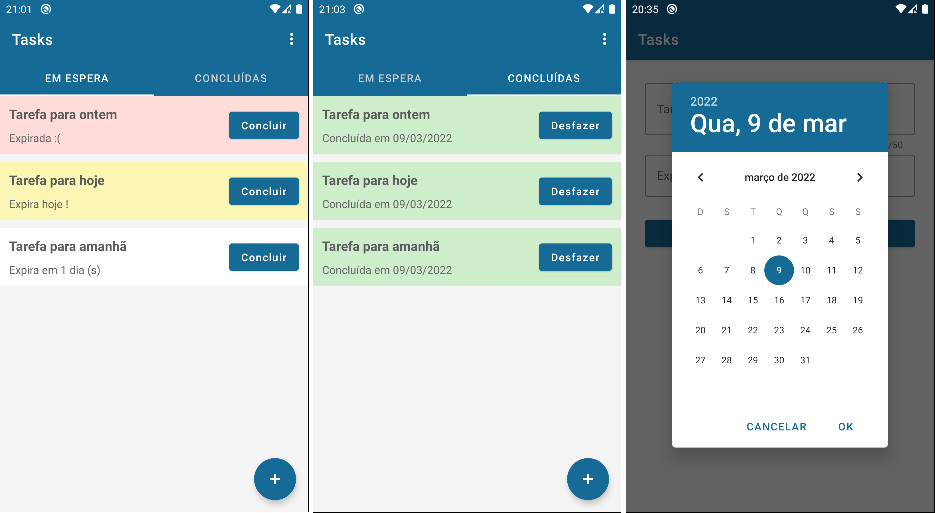 21:01
Tasks
EM ESPERA CONCLUÍDAS
Tarefa para ontem
Expirada :(
Concluir
Tarefa para hoje
Expira hoje !
Concluir
Tarefa para amanhã
Expira em 1 dia (s)
Concluir
+
21:03
Tasks
EM ESPERA CONCLUÍDAS
Tarefa para ontem
Concluída em 09/03/2022
Desfazer
Tarefa para hoje
Concluída em 09/03/2022
Desfazer
Tarefa para amanhã
Concluída em 09/03/2022
Desfazer
+
20:35
Tasks
2022
Qua, 9 de mar
março de 2022
D S T Q Q S S
1 2 3 4 5
6 7 8 9 10 11 12
13 14 15 16 17 18 19
20 21 22 23 24 25 26
27 28 29 30 31
CANCELAR OK
/50